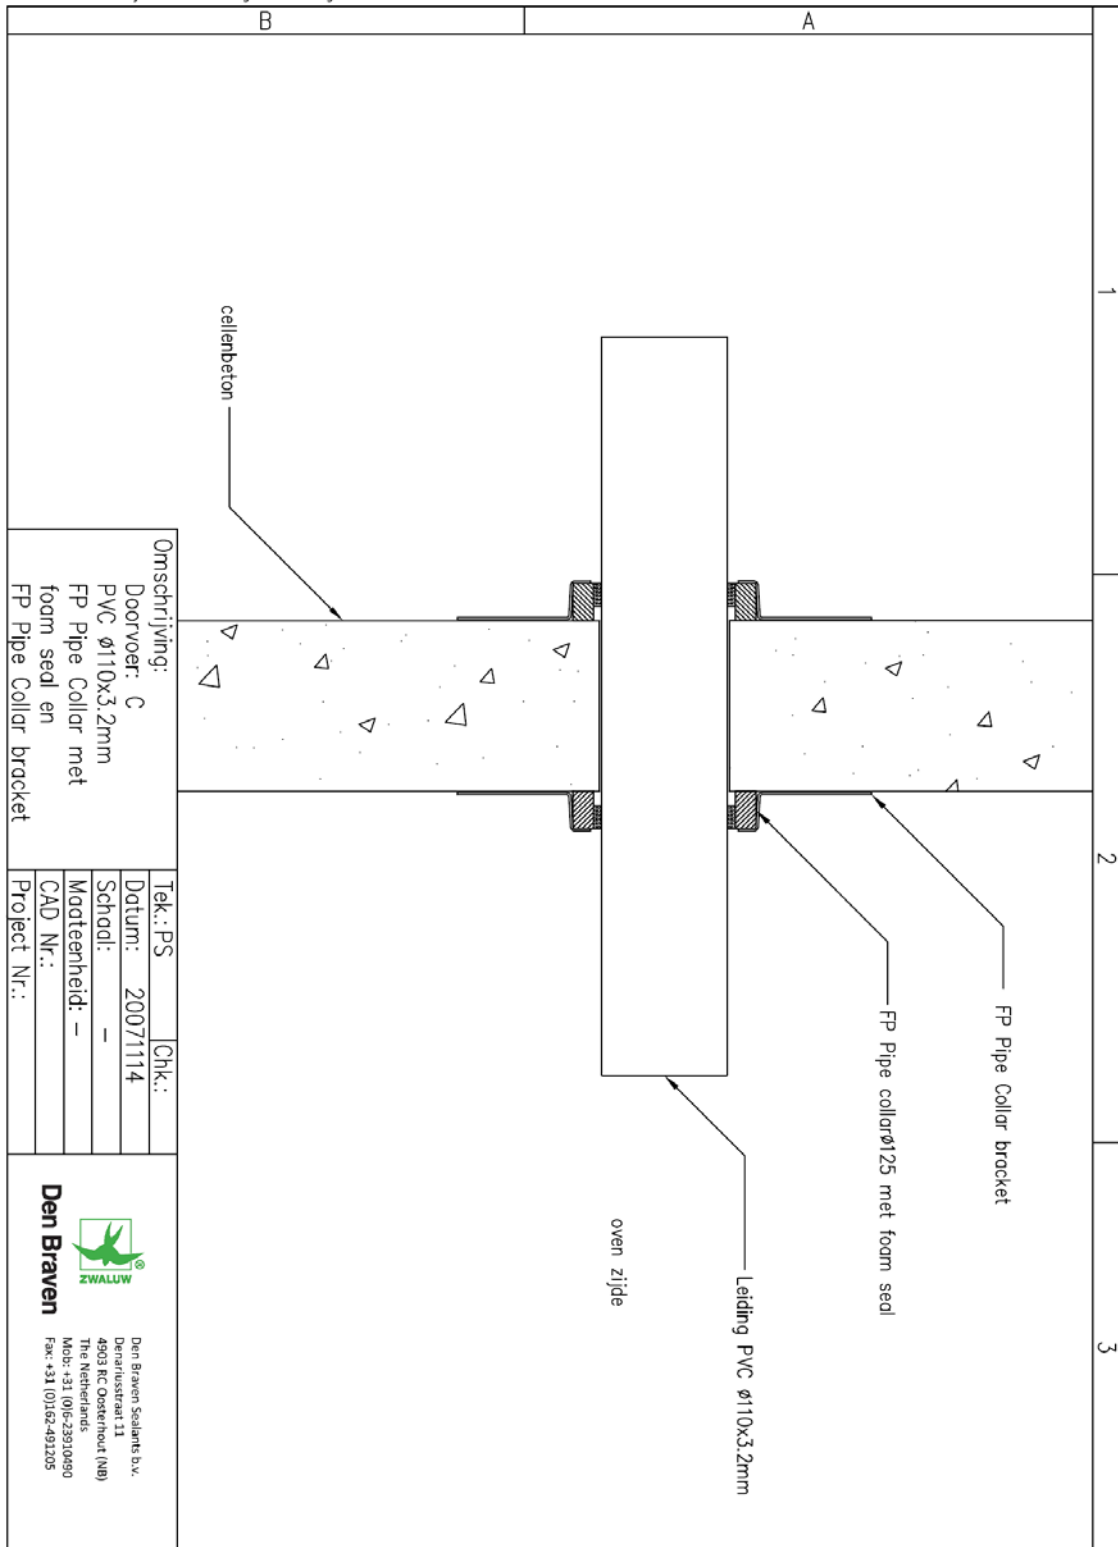 B
A
1
2
3
cellenbeton
FP Pipe Collar bracket
FP Pipe collarø125 met foam seal
Leiding PVC ø110x3.2mm
oven zijde
Omschrijving:
Doorvoer: C
PVC ø110x3.2mm
FP Pipe Collar met
foam seal en
FP Pipe Collar bracket
Tek.: PS
Chk.:
Datum: 20071114
Schaal: –
Maateenheid: –
CAD Nr.:
Project Nr.:
ZWALUW®
Den Braven
Den Braven Sealants b.v.
Denariusstraat 11
4903 RC Oosterhout (NB)
The Netherlands
Mob: +31 (0)6-23910490
Fax: +31 (0)162-491205